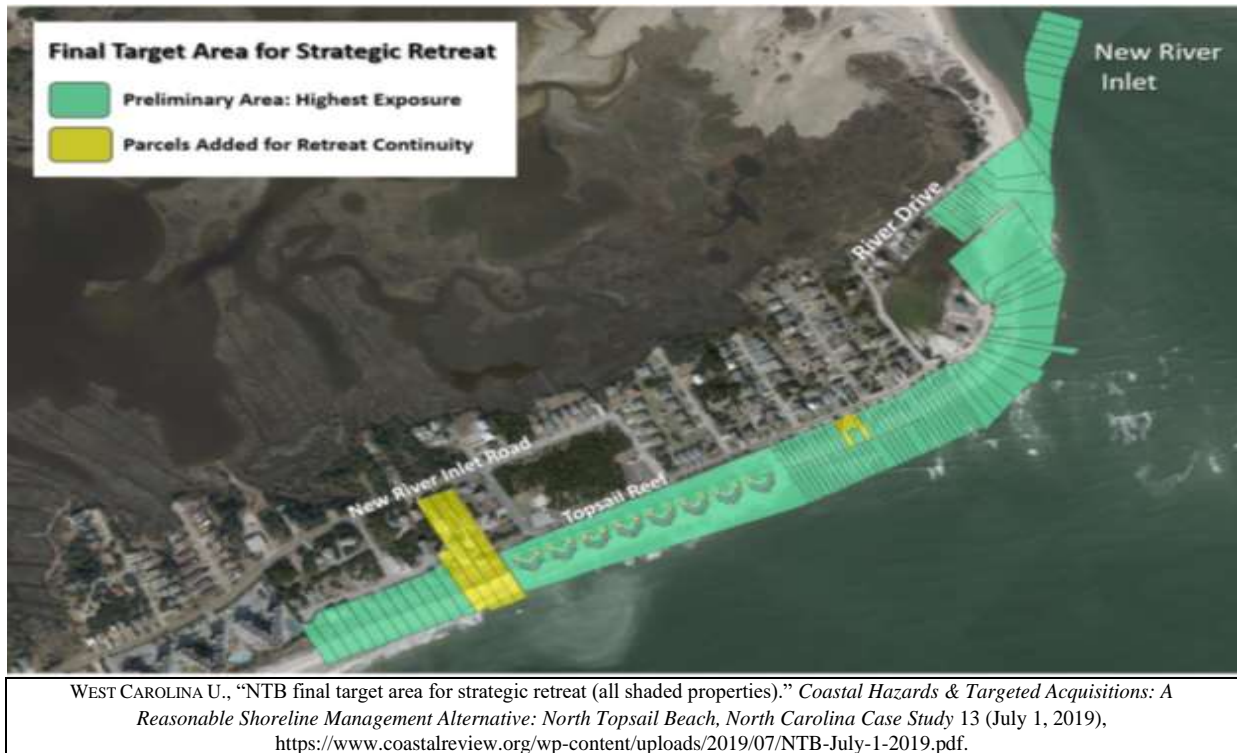 Final Target Area for Strategic Retreat
Preliminary Area: Highest Exposure
Parcels Added for Retreat Continuity
New River
Inlet
River Drive
New River Inlet Road
Topsail Reef
WEST CAROLINA U., “NTB final target area for strategic retreat (all shaded properties).” Coastal Hazards & Targeted Acquisitions: A
Reasonable Shoreline Management Alternative: North Topsail Beach, North Carolina Case Study 13 (July 1, 2019),
https://www.coastalreview.org/wp-content/uploads/2019/07/NTB-July-1-2019.pdf.